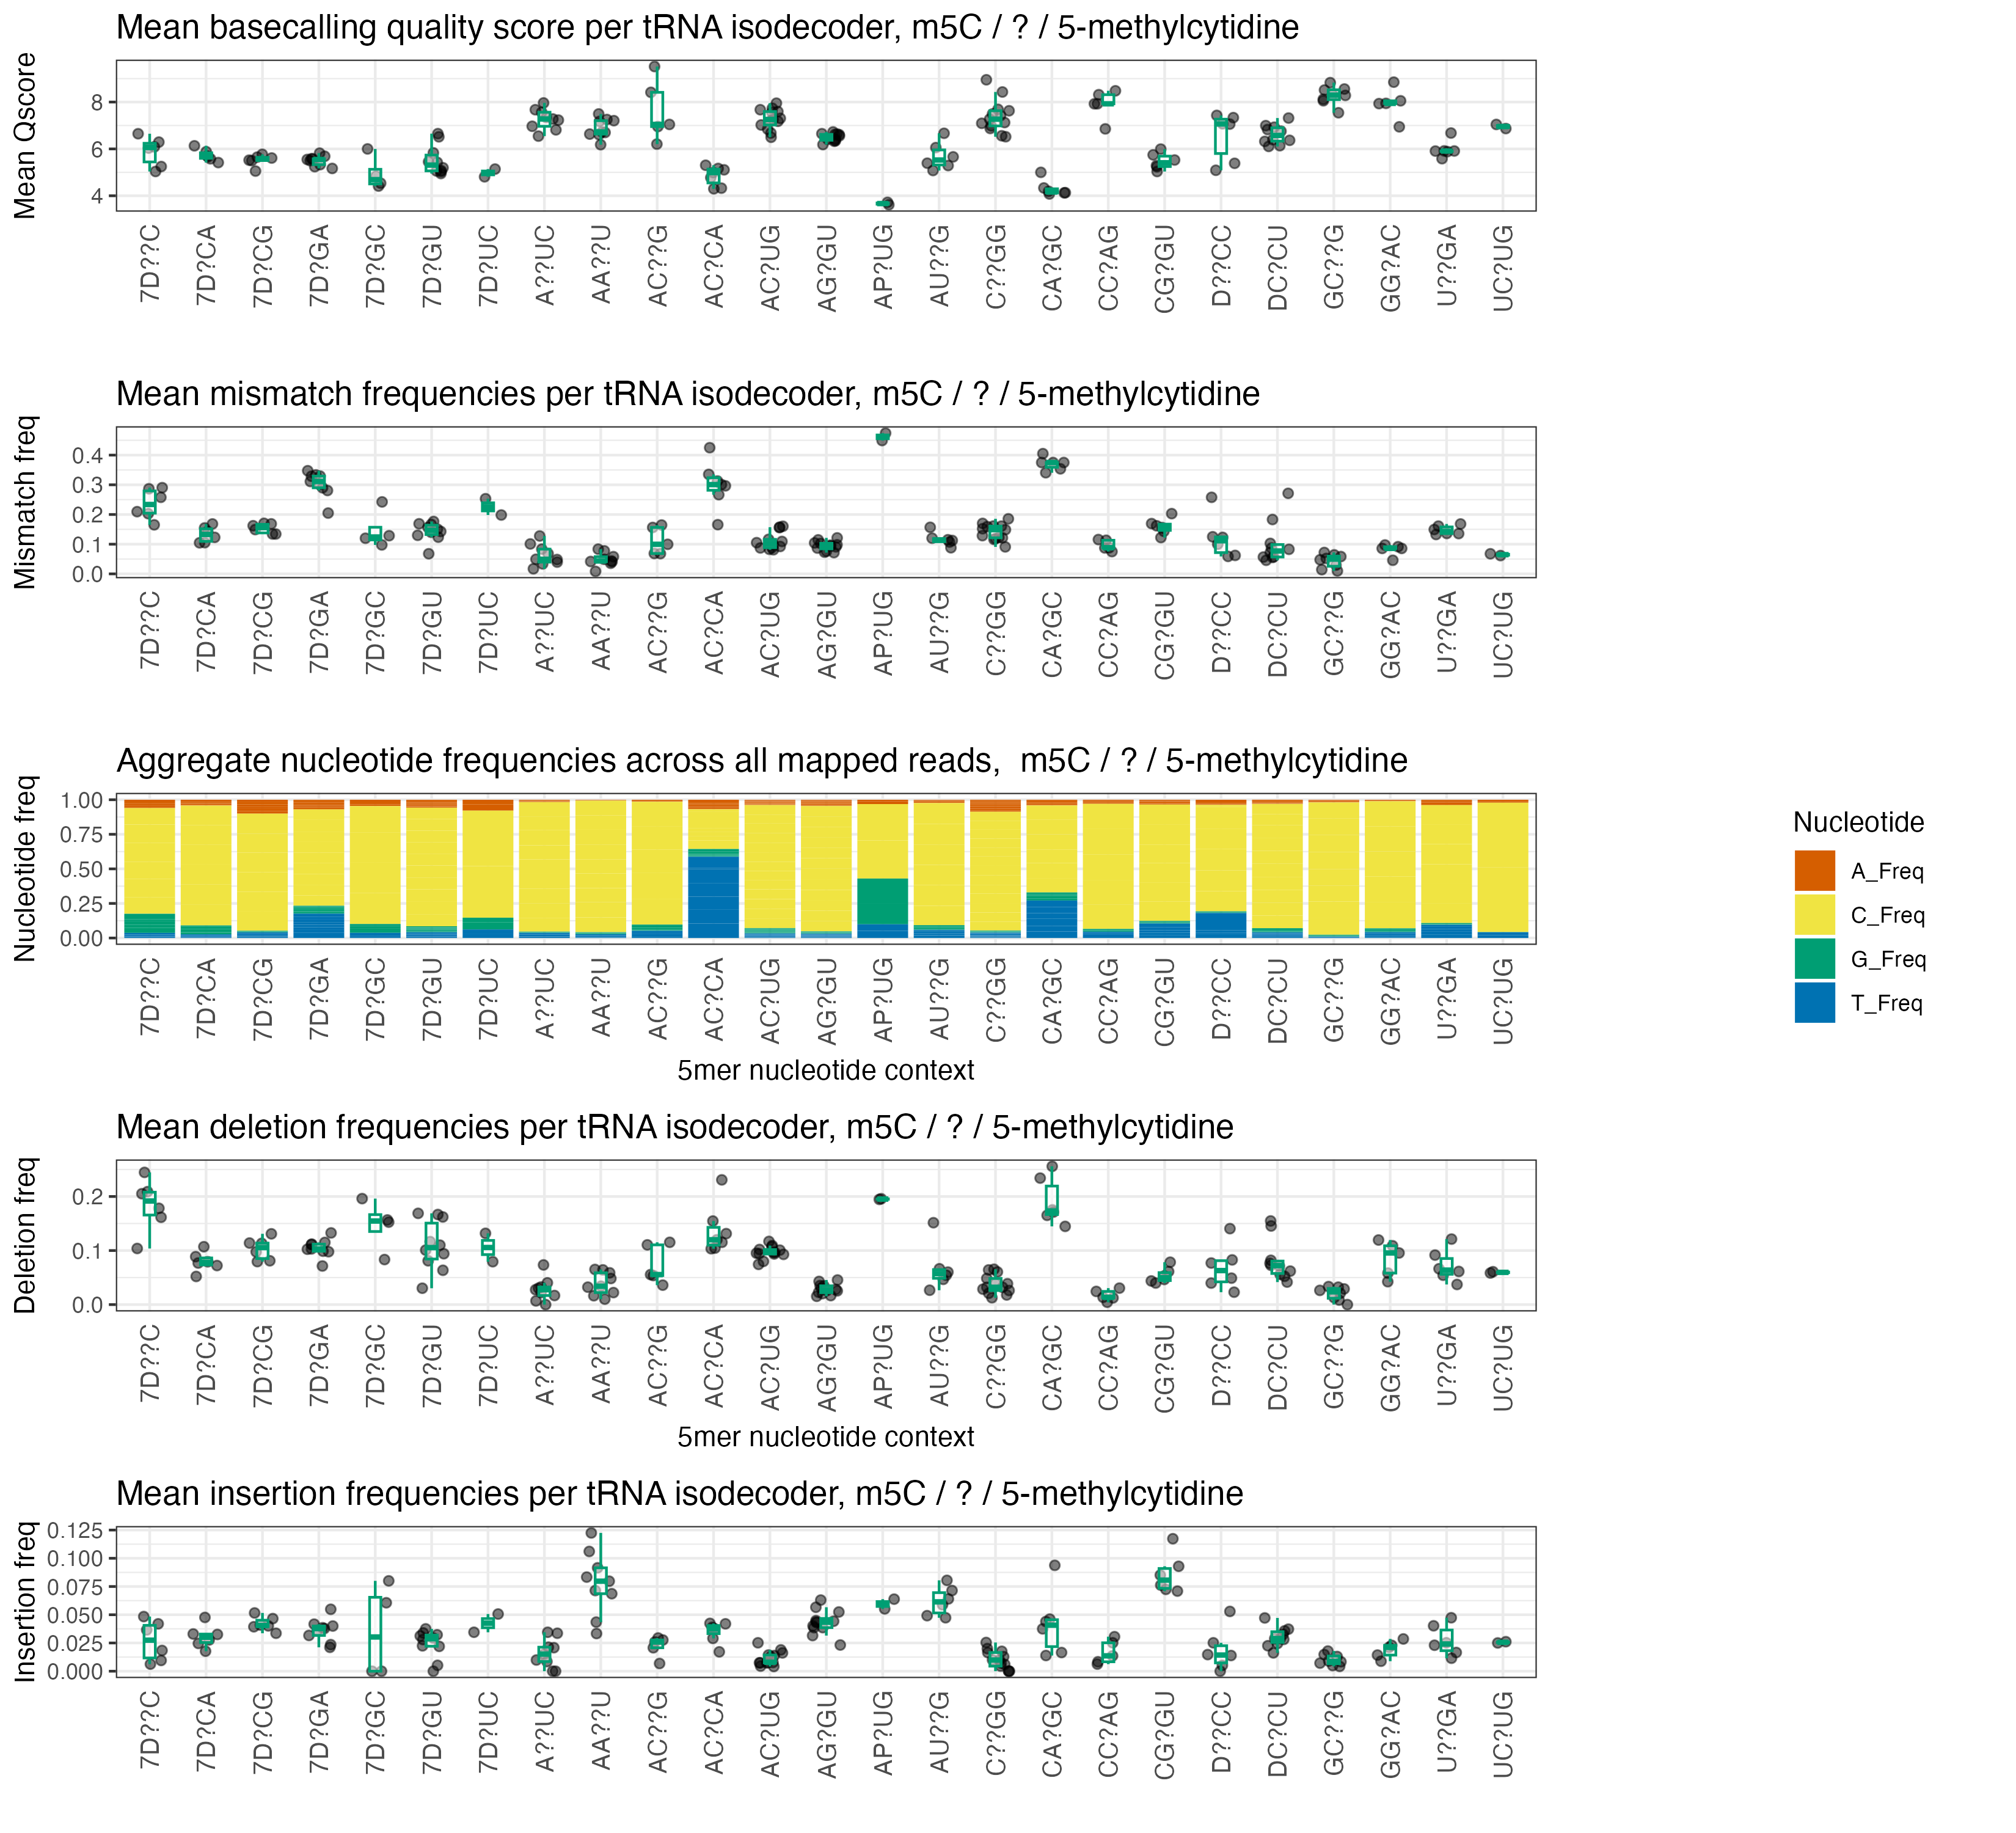 Mean basecalling quality score per tRNA isodecoder, m5C / ? / 5-methylcytidine
Mean Qscore
8
6
4
7D??C 7D?CA 7D?CG 7D?GA 7D?GC 7D?GU 7D?UC A??UC AA??U AC??G AC?CA AC?UG AG?GU AP?UG AU??G C??GG CA?GC CC?AG CG?GU D??CC DC?CU GC??G GG?AC U??GA UC?UG
Mean mismatch frequencies per tRNA isodecoder, m5C / ? / 5-methylcytidine
Mismatch freq
0.4
0.3
0.2
0.1
0.0
7D??C 7D?CA 7D?CG 7D?GA 7D?GC 7D?GU 7D?UC A??UC AA??U AC??G AC?CA AC?UG AG?GU AP?UG AU??G C??GG CA?GC CC?AG CG?GU D??CC DC?CU GC??G GG?AC U??GA UC?UG
Aggregate nucleotide frequencies across all mapped reads,  m5C / ? / 5-methylcytidine
Nucleotide freq
1.00
0.75
0.50
0.25
0.00
7D??C 7D?CA 7D?CG 7D?GA 7D?GC 7D?GU 7D?UC A??UC AA??U AC??G AC?CA AC?UG AG?GU AP?UG AU??G C??GG CA?GC CC?AG CG?GU D??CC DC?CU GC??G GG?AC U??GA UC?UG
5mer nucleotide context
Nucleotide
A_Freq
C_Freq
G_Freq
T_Freq
Mean deletion frequencies per tRNA isodecoder, m5C / ? / 5-methylcytidine
Deletion freq
0.2
0.1
0.0
7D??C 7D?CA 7D?CG 7D?GA 7D?GC 7D?GU 7D?UC A??UC AA??U AC??G AC?CA AC?UG AG?GU AP?UG AU??G C??GG CA?GC CC?AG CG?GU D??CC DC?CU GC??G GG?AC U??GA UC?UG
5mer nucleotide context
Mean insertion frequencies per tRNA isodecoder, m5C / ? / 5-methylcytidine
Insertion freq
0.125
0.100
0.075
0.050
0.025
0.000
7D??C 7D?CA 7D?CG 7D?GA 7D?GC 7D?GU 7D?UC A??UC AA??U AC??G AC?CA AC?UG AG?GU AP?UG AU??G C??GG CA?GC CC?AG CG?GU D??CC DC?CU GC??G GG?AC U??GA UC?UG